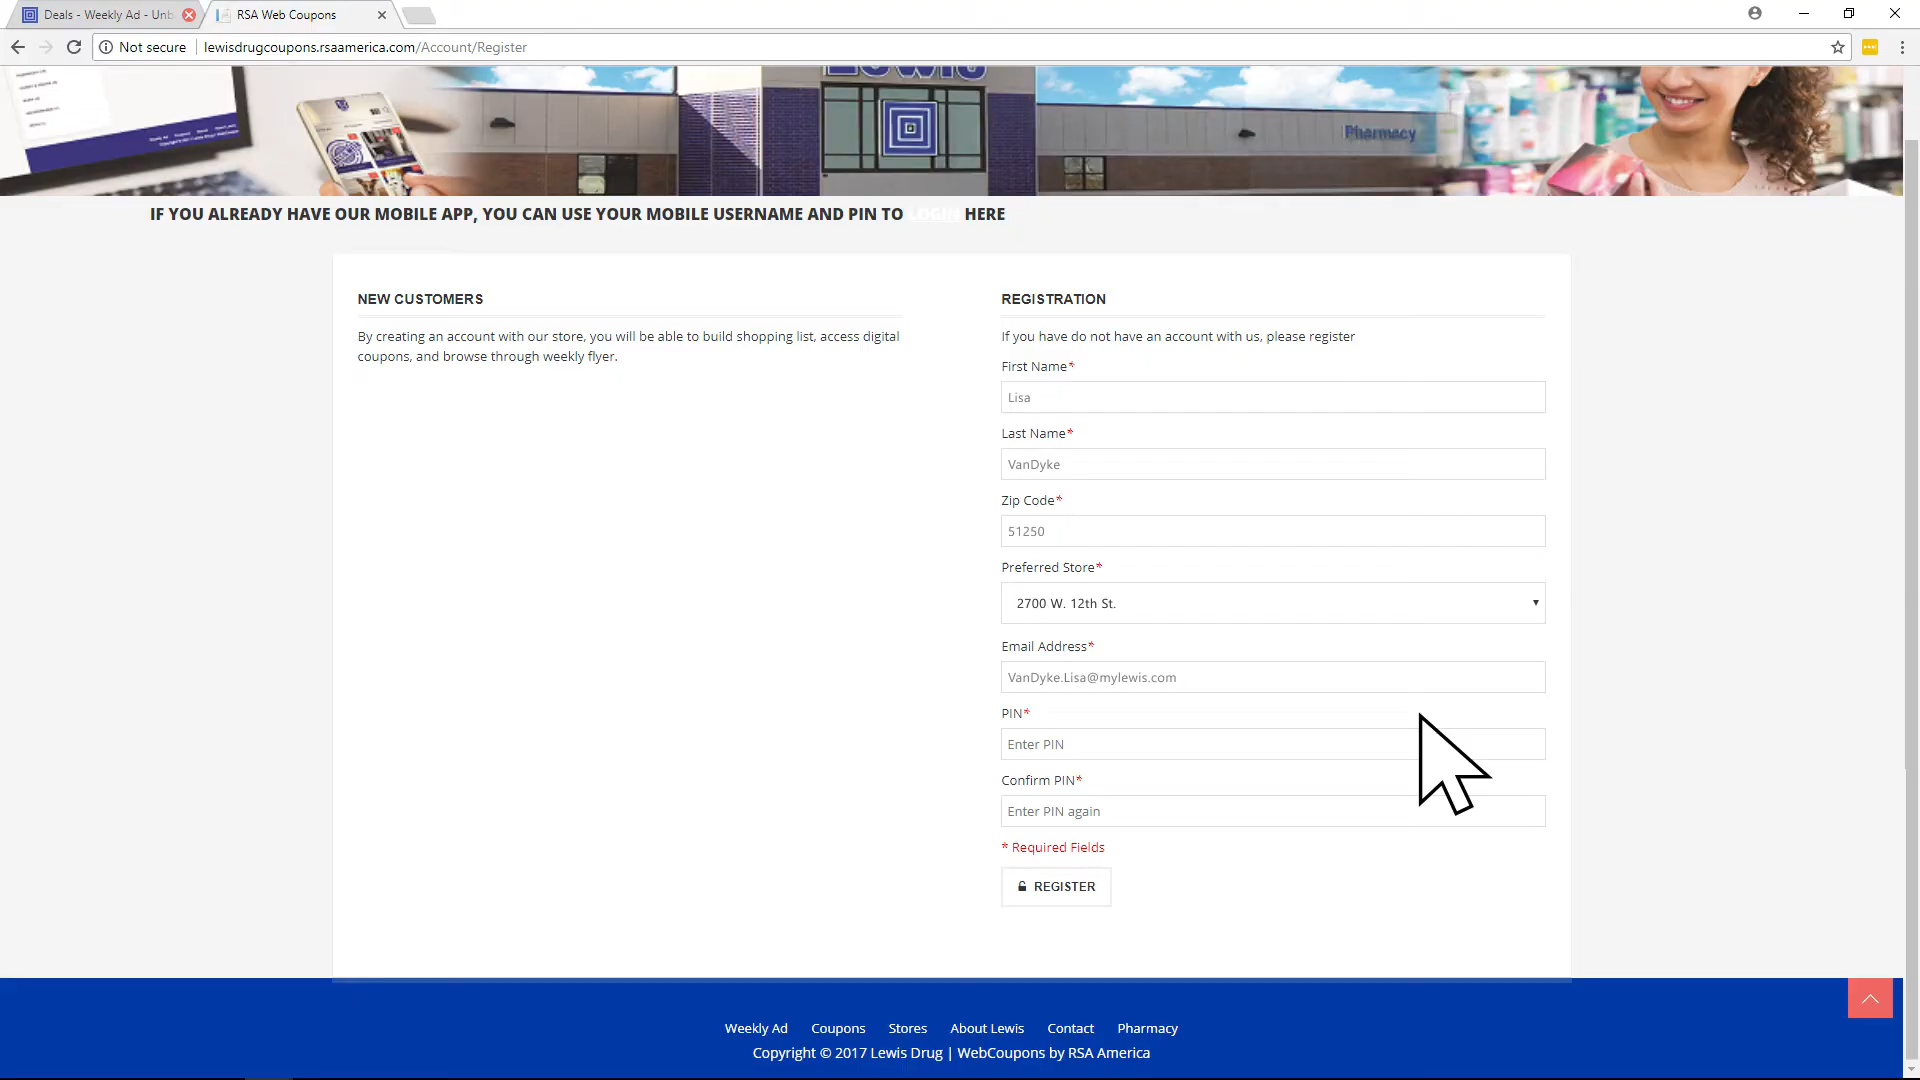 Deals - Weekly Ad - Unb
RSA Web Coupons
Not secure
lewisdrugcoupons.rsaamerica.com/Account/Register
LEWIS
Pharmacy
IF YOU ALREADY HAVE OUR MOBILE APP, YOU CAN USE YOUR MOBILE USERNAME AND PIN TO LOGIN HERE
NEW CUSTOMERS
By creating an account with our store, you will be able to build shopping list, access digital
coupons, and browse through weekly flyer.
REGISTRATION
If you have do not have an account with us, please register
First Name*
Lisa
Last Name*
VanDyke
Zip Code*
51250
Preferred Store*
2700 W. 12th St.
Email Address*
VanDyke.Lisa@mylewis.com
PIN*
Enter PIN
Confirm PIN*
Enter PIN again
* Required Fields
REGISTER
Weekly Ad Coupons Stores About Lewis Contact Pharmacy
Copyright © 2017 Lewis Drug | WebCoupons by RSA America